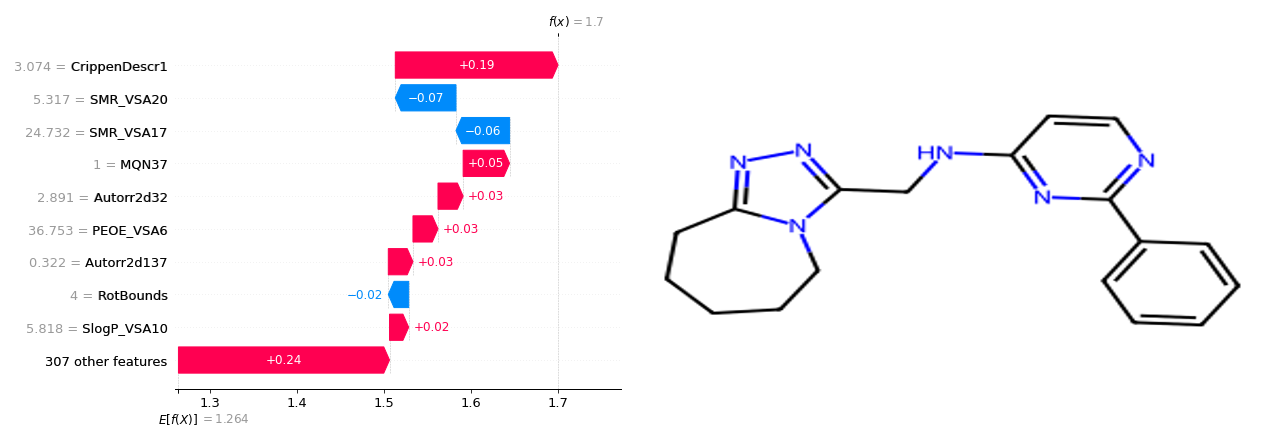 f(x) = 1.7
3.074 = CrippenDescr1
+0.19
5.317 = SMR_VSA20
−0.07
24.732 = SMR_VSA17
−0.06
1 = MQN37
+0.05
2.891 = Autorr2d32
+0.03
36.753 = PEOE_VSA6
+0.03
0.322 = Autorr2d137
+0.03
4 = RotBounds
−0.02
5.818 = SlogP_VSA10
+0.02
307 other features
+0.24
1.3 1.4 1.5 1.6 1.7
E[f(X)] = 1.264
N
N
N
HN
N
N